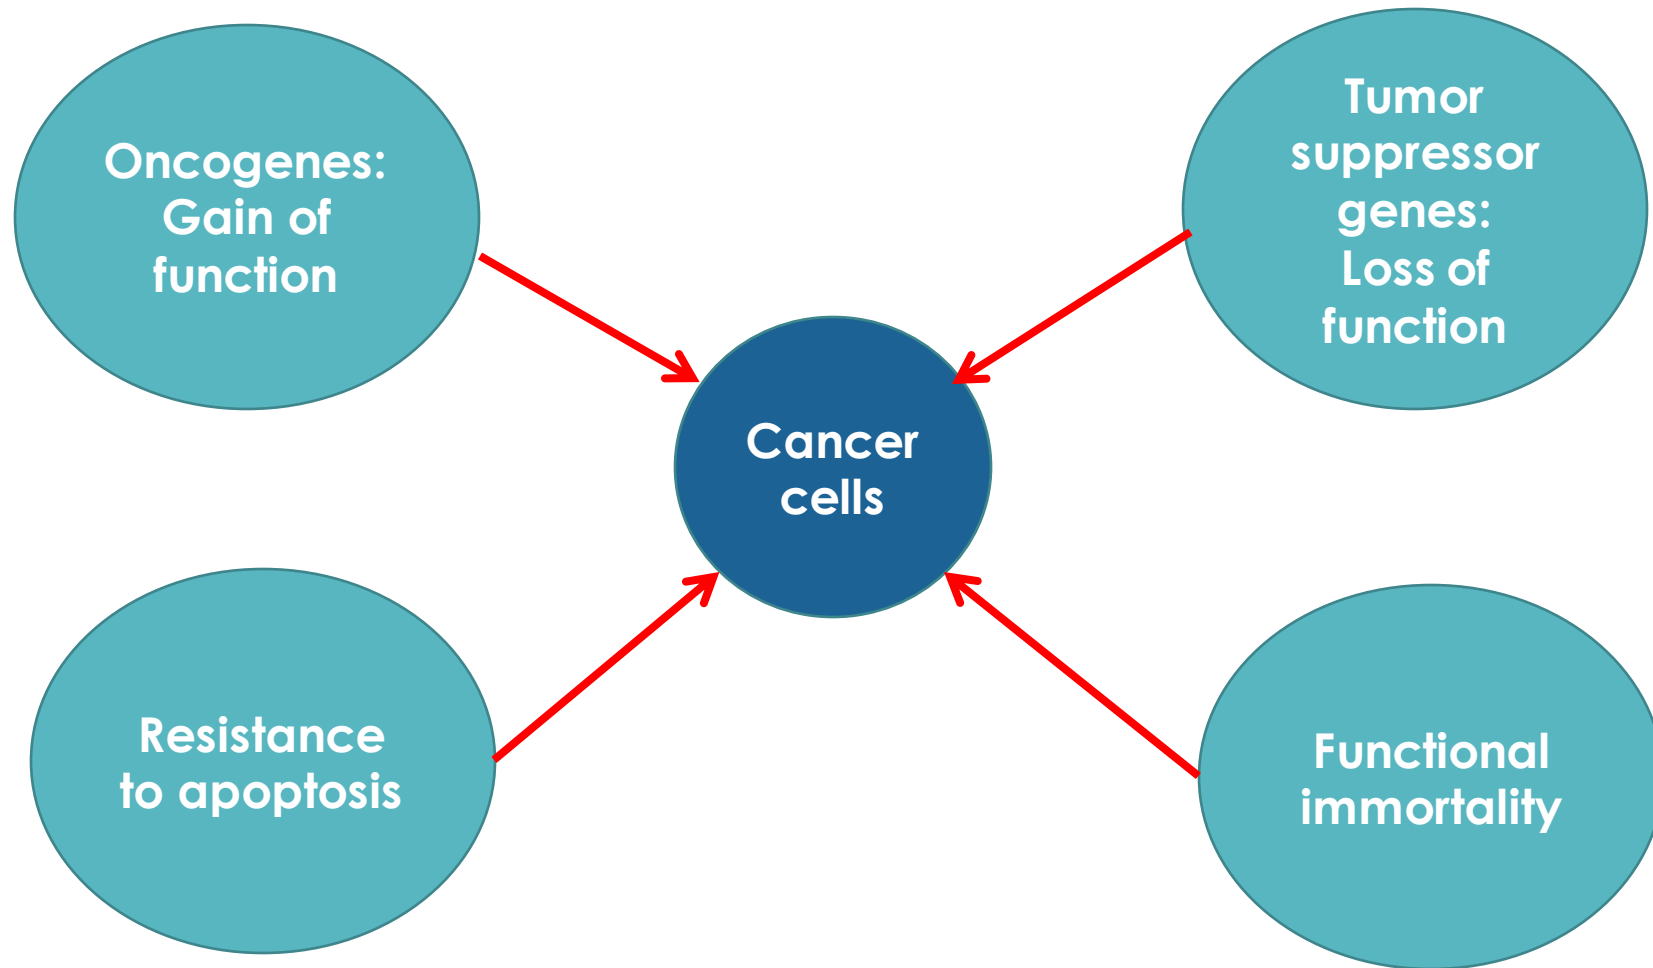 Oncogenes:
Gain of
function
Tumor
suppressor
genes:
Loss of
function
Cancer
cells
Resistance
to apoptosis
Functional
immortality